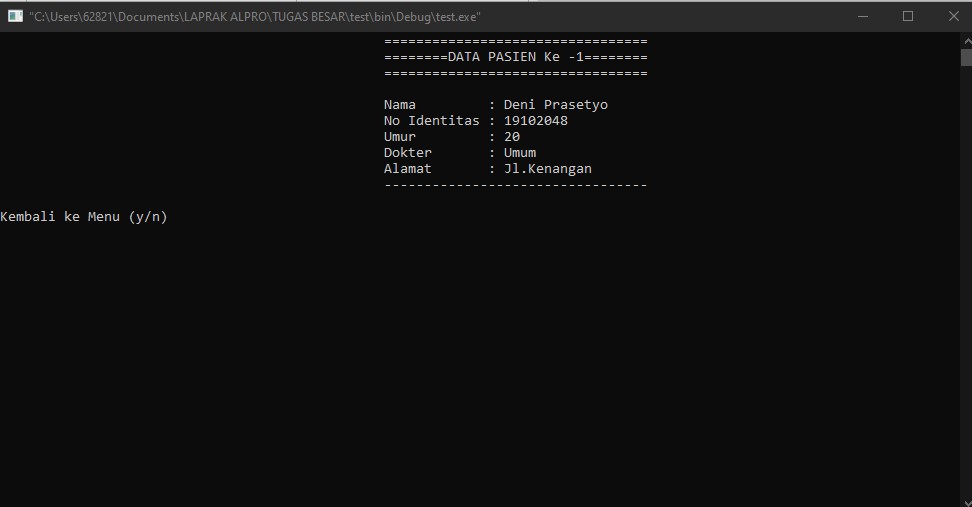 "C:\Users\62821\Documents\LAPRAK ALPRO\TUGAS BESAR\test\bin\Debug\test.exe"
=================================
========DATA PASIEN Ke -1========
=================================
Nama         : Deni Prasetyo
No Identitas : 19102048
Umur         : 20
Dokter       : Umum
Alamat       : Jl.Kenangan
---------------------------------
Kembali ke Menu (y/n)